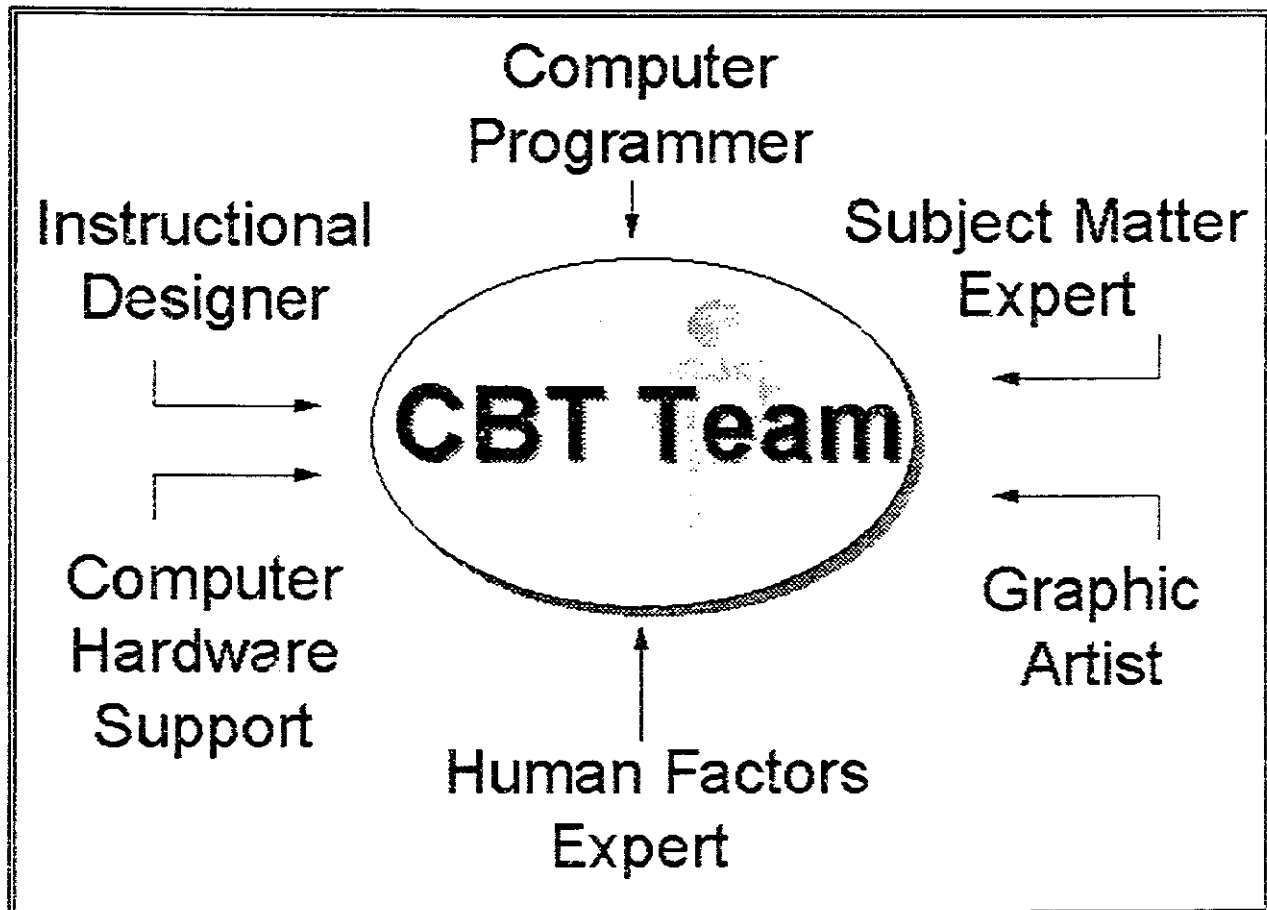 Computer
Programmer
Instructional
Designer
Subject Matter
Expert
CBT Team
Computer
Hardware
Support
Graphic
Artist
Human Factors
Expert